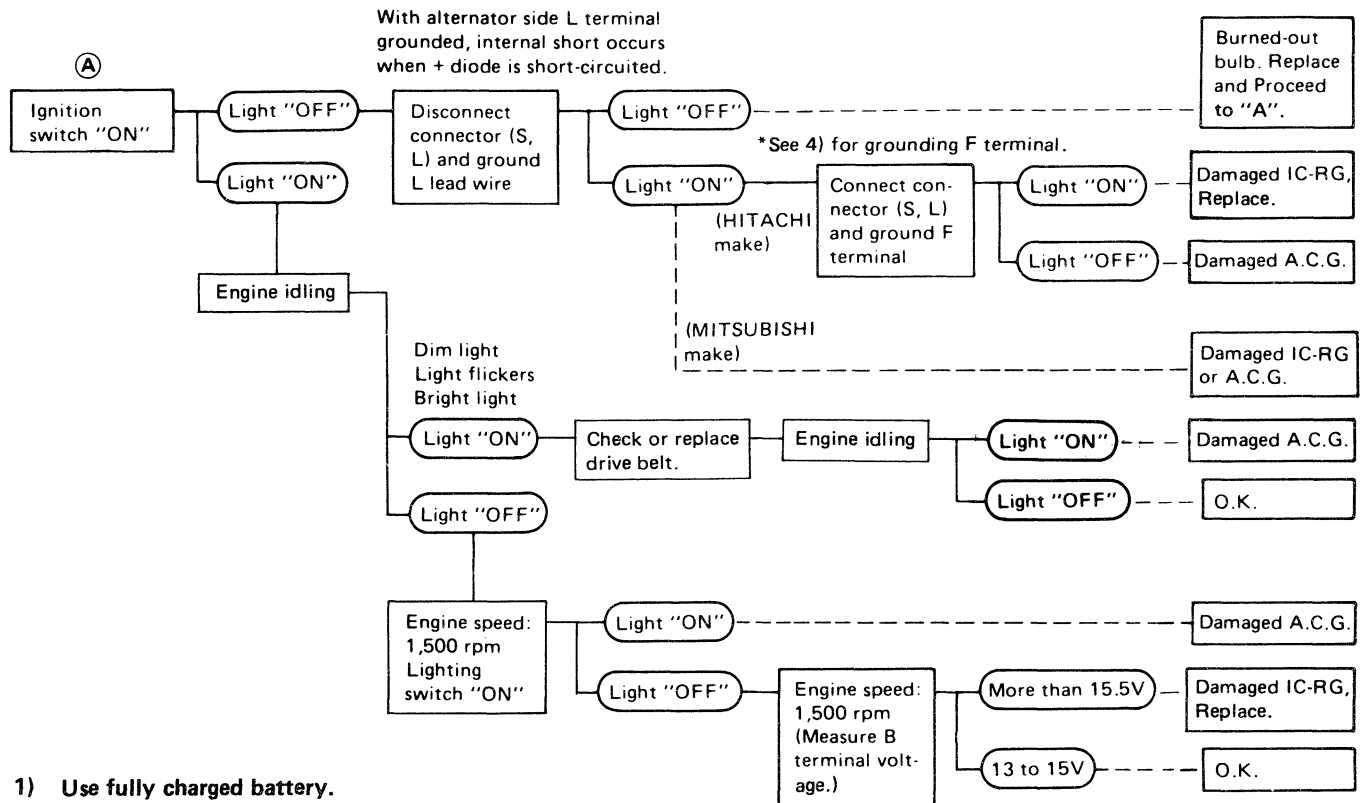 With alternator side L terminal
grounded, internal short occurs
when + diode is short-circuited.
A
Ignition
switch "ON"
Light "OFF"
Disconnect
connector (S,
L) and ground
L lead wire
Light "OFF"
Burned-out
bulb. Replace
and Proceed
to "A".
Light "ON"
*See 4) for grounding F terminal.
Light "ON"
(HITACHI
make)
Connect con-
nector (S, L)
and ground F
terminal
Light "ON"
Damaged IC-RG,
Replace.
Light "OFF"
Damaged A.C.G.
(MITSUBISHI
make)
Damaged IC-RG
or A.C.G.
Engine idling
Dim light
Light flickers
Bright light
Light "ON"
Check or replace
drive belt.
Engine idling
Light "ON"
Damaged A.C.G.
Light "OFF"
O.K.
Light "OFF"
Engine speed:
1,500 rpm
Lighting
switch "ON"
Light "ON"
Damaged A.C.G.
Light "OFF"
Engine speed:
1,500 rpm
(Measure B
terminal volt-
age.)
More than 15.5V
Damaged IC-RG,
Replace.
13 to 15V
O.K.
1) Use fully charged battery.